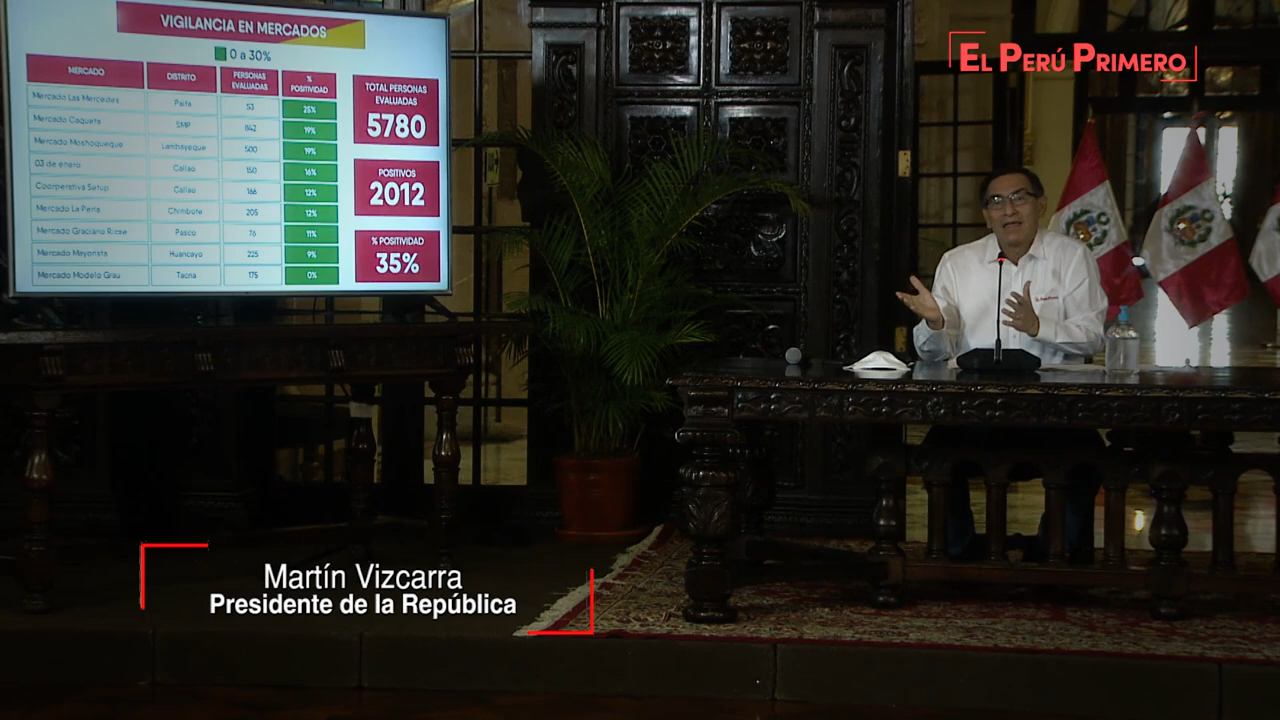 VIGILANCIA EN MERCADOS
0 a 30%
MERCADO DISTRITO PERSONAS EVALUADAS % POSITIVIDAD
Mercado Las Mercedes Paita 53 25%
Mercado Caqueta SMP 842 19%
Mercado Moshoqueque Lambayeque 500 19%
03 de enero Callao 150 16%
Coorperativa Setup Callao 166 12%
Mercado La Perla Chimbote 205 12%
Mercado Graciano Ricse Pasco 76 11%
Mercado Mayorista Huancayo 225 9%
Mercado Modelo Grau Tacna 175 0%
TOTAL PERSONAS
EVALUADAS
5780
POSITIVOS
2012
% POSITIVIDAD
35%
EL PERÚ PRIMERO
Martín Vizcarra
Presidente de la República